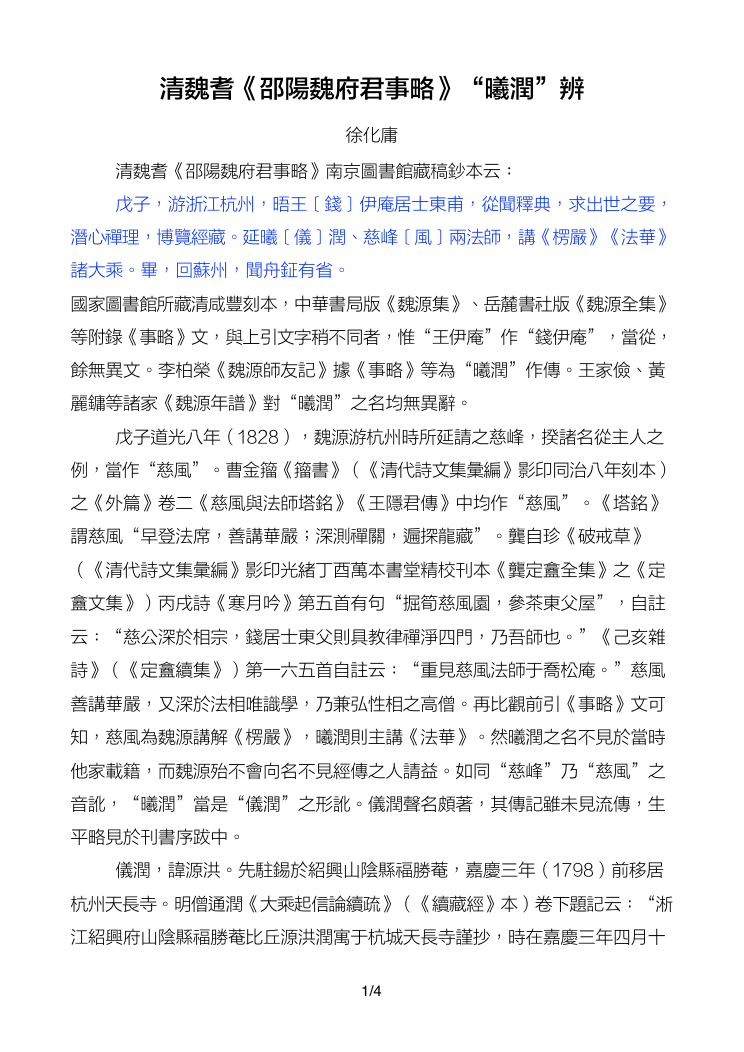 清魏耆《邵陽魏府君事略》“曦潤”辨
徐化庸
清魏耆《邵陽魏府君事略》南京圖書館藏稿鈔本云：
戊子，游浙江杭州，晤王〔錢〕伊庵居士東甫，從聞釋典，求出世之要，
潛心禪理，博覽經藏。延曦〔儀〕潤、慈峰〔風〕兩法師，講《楞嚴》《法華》
諸大乘。畢，回蘇州，聞舟鉦有省。
國家圖書館所藏清咸豐刻本，中華書局版《魏源集》、岳麓書社版《魏源全集》
等附錄《事略》文，與上引文字稍不同者，惟“王伊庵”作“錢伊庵”，當從，
餘無異文。李柏榮《魏源師友記》據《事略》等為“曦潤”作傳。王家儉、黃
麗鏞等諸家《魏源年譜》對“曦潤”之名均無異辭。
戊子道光八年（1828），魏源游杭州時所延請之慈峰，揆諸名從主人之
例，當作“慈風”。曹金籀《籀書》（《清代詩文集彙編》影印同治八年刻本）
之《外篇》卷二《慈風與法師塔銘》《王隱君傳》中均作“慈風”。《塔銘》
謂慈風“早登法席，善講華嚴；深測禪關，遍探龍藏”。龔自珍《破戒草》
（《清代詩文集彙編》影印光緒丁酉萬本書堂精校刊本《龔定盦全集》之《定
盦文集》）丙戌詩《寒月吟》第五首有句“掘筍慈風園，參茶東父屋”，自註
云：“慈公深於相宗，錢居士東父則具教律禪淨四門，乃吾師也。”《己亥雜
詩》（《定盦續集》）第一六五首自註云：“重見慈風法師于喬松庵。”慈風
善講華嚴，又深於法相唯識學，乃兼弘性相之高僧。再比觀前引《事略》文可
知，慈風為魏源講解《楞嚴》，曦潤則主講《法華》。然曦潤之名不見於當時
他家載籍，而魏源殆不會向名不見經傳之人請益。如同“慈峰”乃“慈風”之
音訛，“曦潤”當是“儀潤”之形訛。儀潤聲名頗著，其傳記雖未見流傳，生
平略見於刊書序跋中。
儀潤，諱源洪。先駐錫於紹興山陰縣福勝菴，嘉慶三年（1798）前移居
杭州天長寺。明僧通潤《大乘起信論續疏》（《續藏經》本）卷下題記云：“浙
江紹興府山陰縣福勝菴比丘源洪潤寓于杭城天長寺謹抄，時在嘉慶三年四月十
1/4